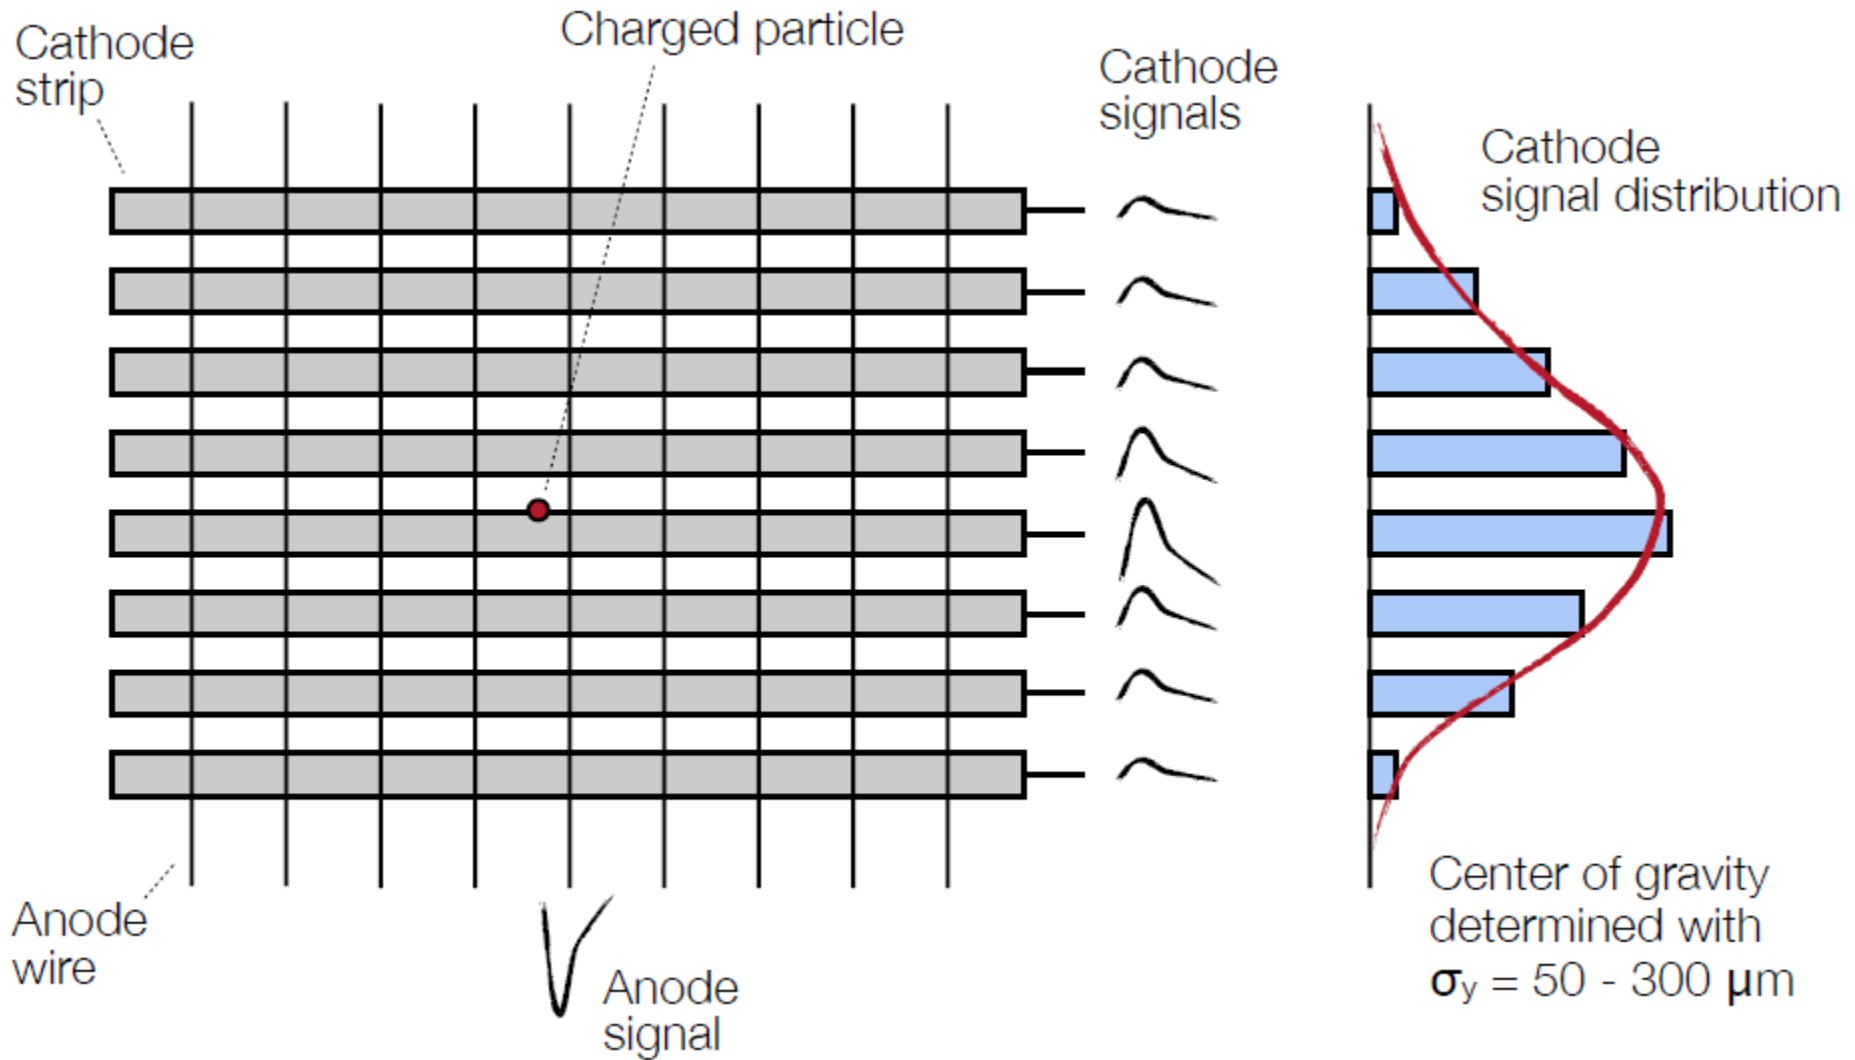 Cathode
strip
Charged particle
Cathode
signals
Cathode
signal distribution
Anode
wire
Anode
signal
Center of gravity
determined with
σy = 50 - 300 μm